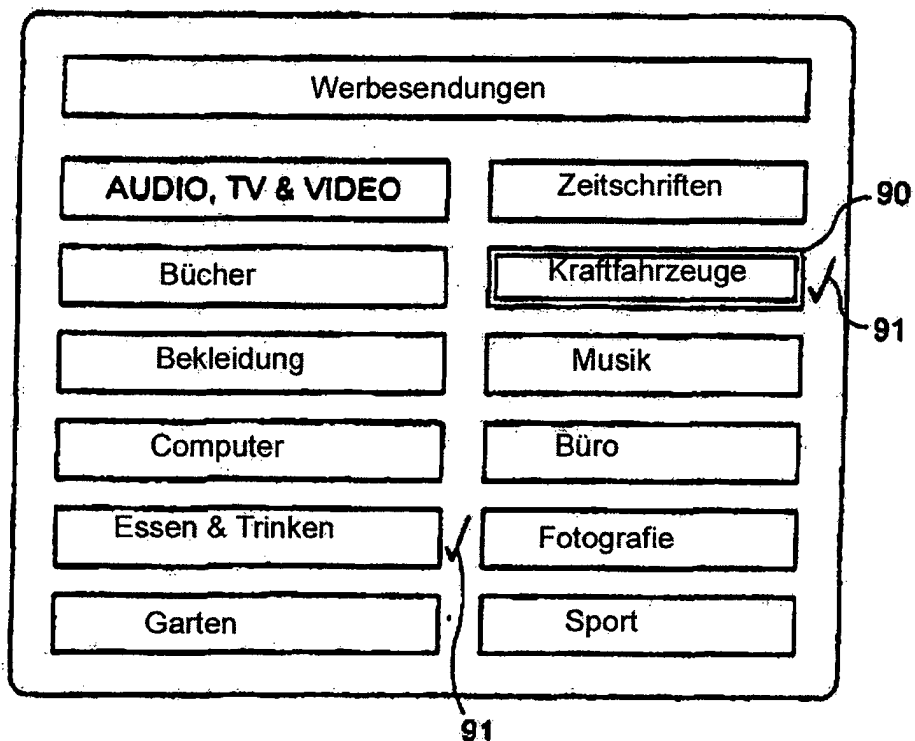 Werbesendungen
AUDIO, TV & VIDEO
Zeitschriften
90
Bücher
Kraftfahrzeuge
91
Bekleidung
Musik
Computer
Büro
Essen & Trinken
Fotografie
Garten
Sport
91